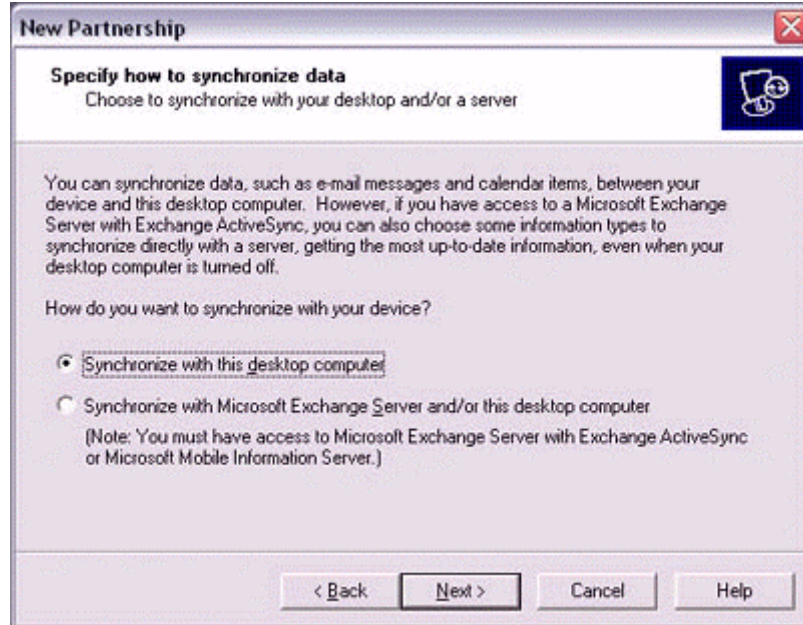 New Partnership
Specify how to synchronize data
Choose to synchronize with your desktop and/or a server
You can synchronize data, such as e-mail messages and calendar items, between your
device and this desktop computer. However, if you have access to a Microsoft Exchange
Server with Exchange ActiveSync, you can also choose some information types to
synchronize directly with a server, getting the most up-to-date information, even when your
desktop computer is turned off.
How do you want to synchronize with your device?
Synchronize with this desktop computer
Synchronize with Microsoft Exchange Server and/or this desktop computer
(Note: You must have access to Microsoft Exchange Server with Exchange ActiveSync
or Microsoft Mobile Information Server.)
< Back Next > Cancel Help